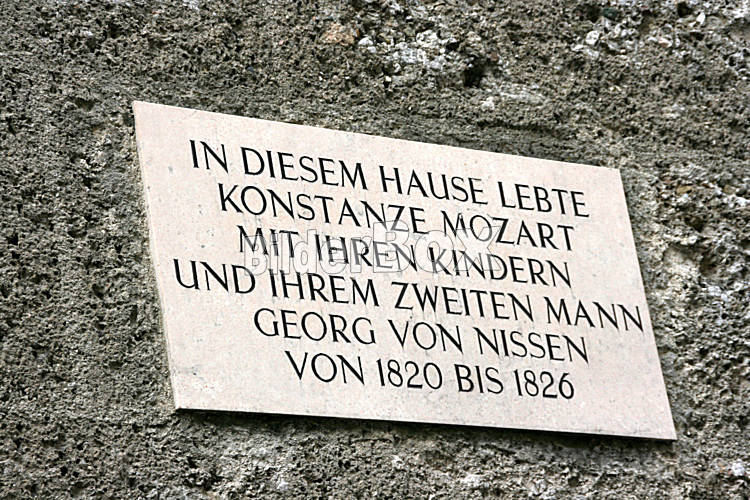 IN DIESEM HAUSE LEBTE
KONSTANZE MOZART
MIT IHREN KINDERN
UND IHREM ZWEITEN MANN
GEORG VON NISSEN
VON 1820 BIS 1826
BilderBOX